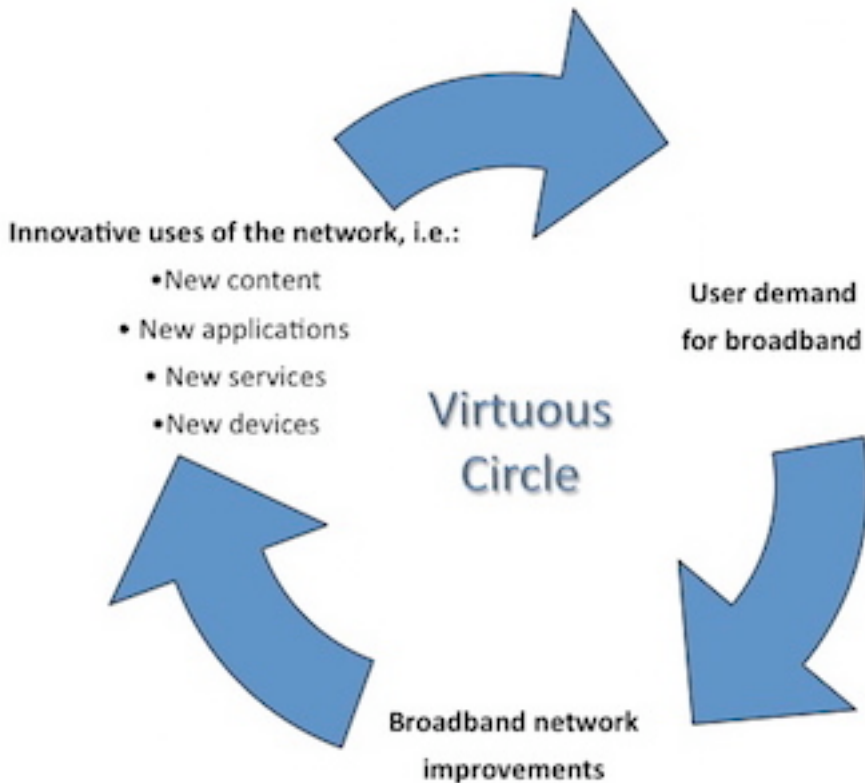 Innovative uses of the network, i.e.:
•New content
• New applications
• New services
•New devices
User demand
for broadband
Virtuous
Circle
Broadband network
improvements